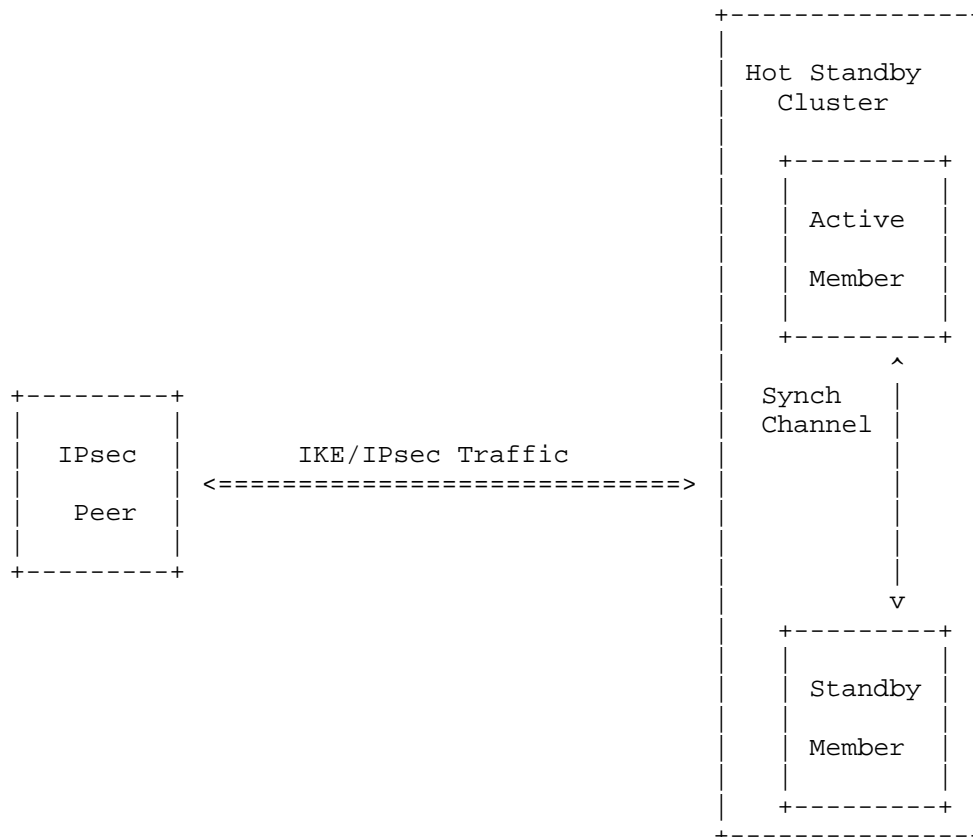 Hot Standby
Cluster
Active
Member
Synch
Channel
IPsec
Peer
IKE/IPsec Traffic
Standby
Member